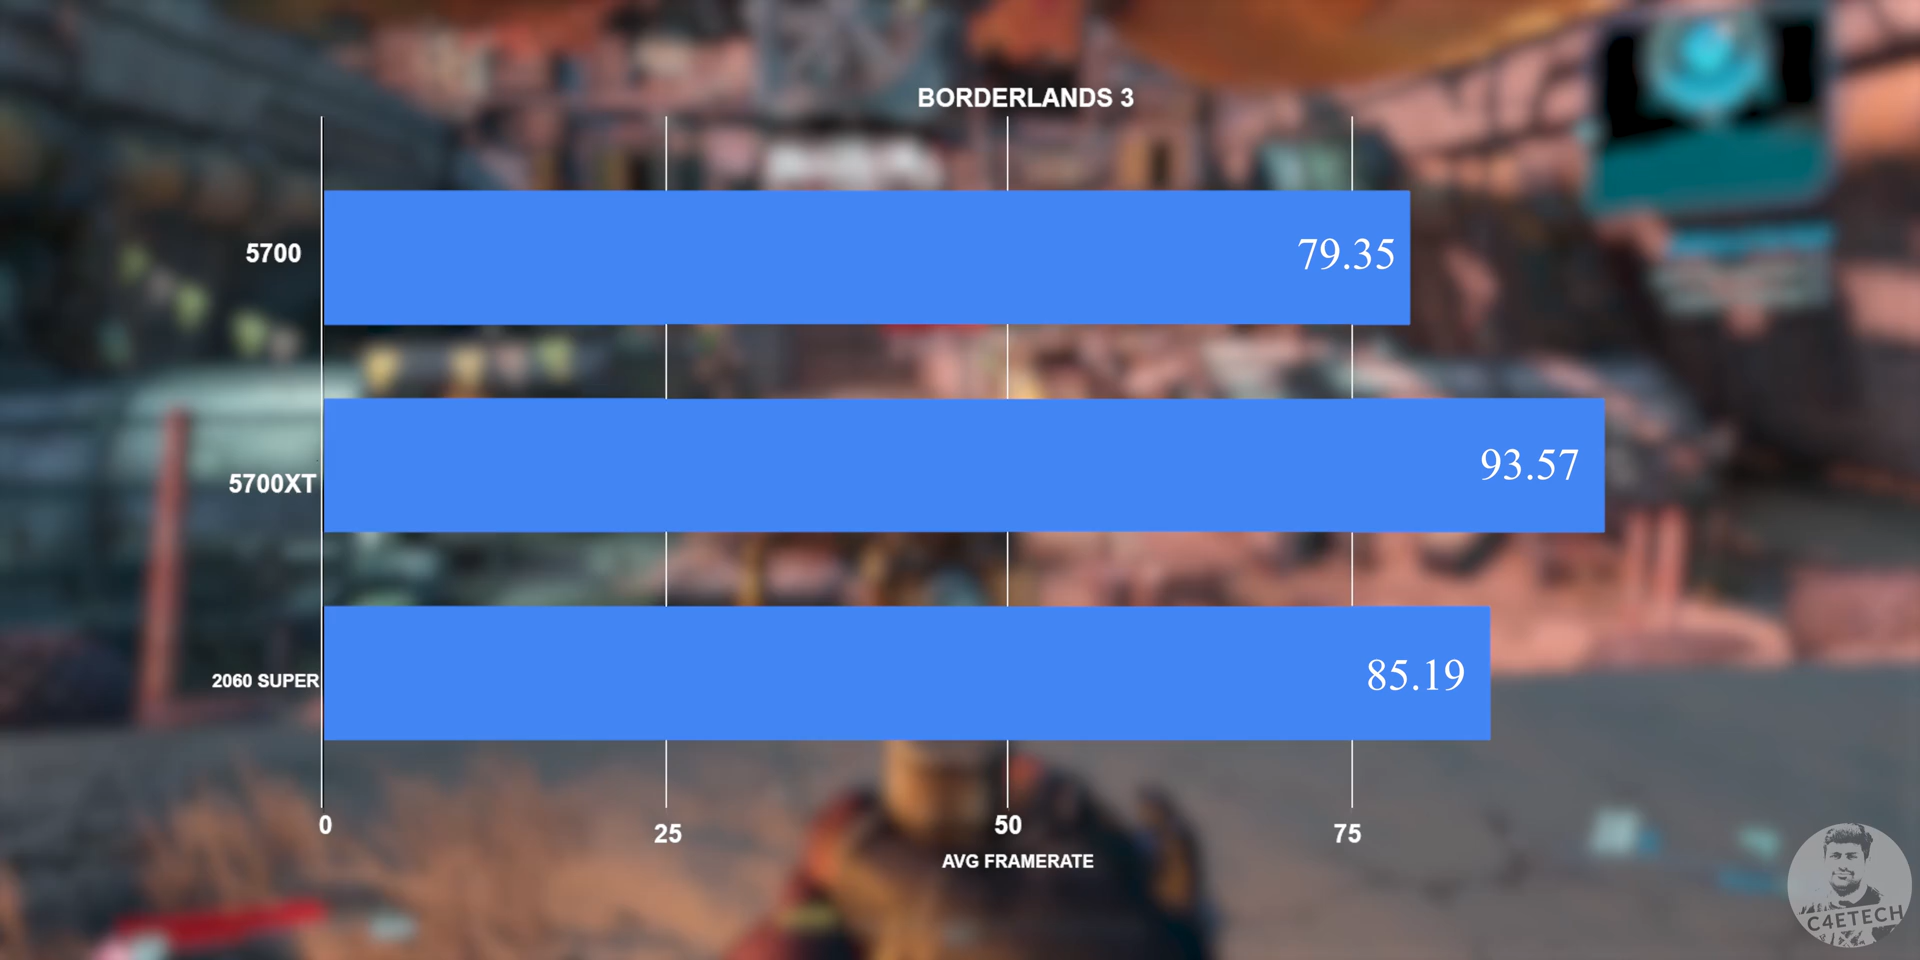 BORDERLANDS 3
5700
79.35
5700XT
93.57
2060 SUPER
85.19
0
25
50
75
AVG FRAMERATE
C4ETECH